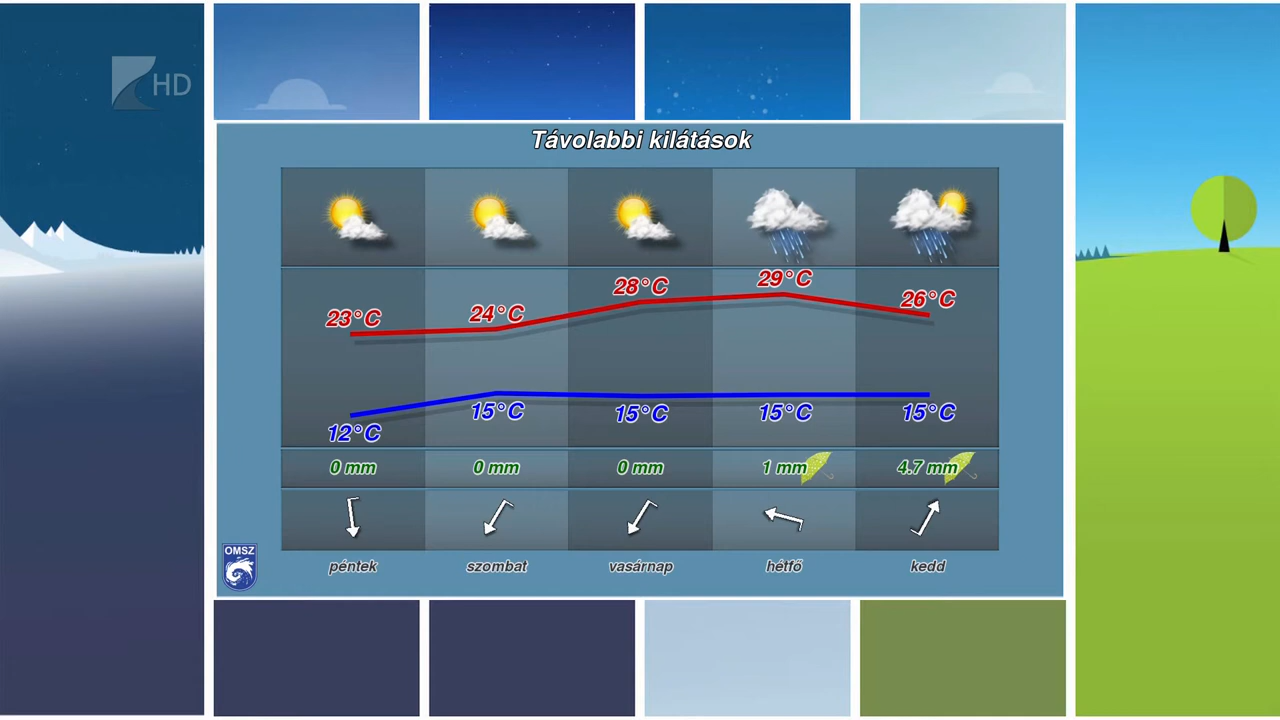 HD
Távolabbi kilátások
23°C 24°C 28°C 29°C 26°C
12°C 15°C 15°C 15°C 15°C
0 mm 0 mm 0 mm 1 mm 4.7 mm
OMSZ
péntek szombat vasárnap hétfő kedd